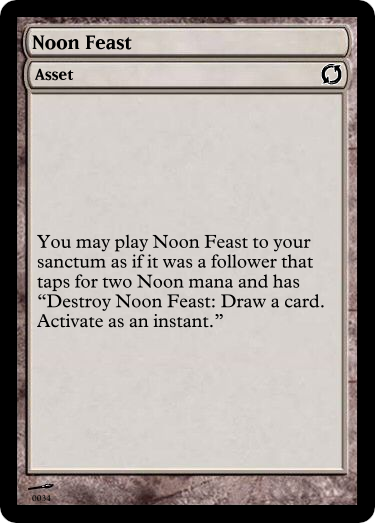 Noon Feast
Asset
You may play Noon Feast to your
sanctum as if it was a follower that
taps for two Noon mana and has
“Destroy Noon Feast: Draw a card.
Activate as an instant.”
0034